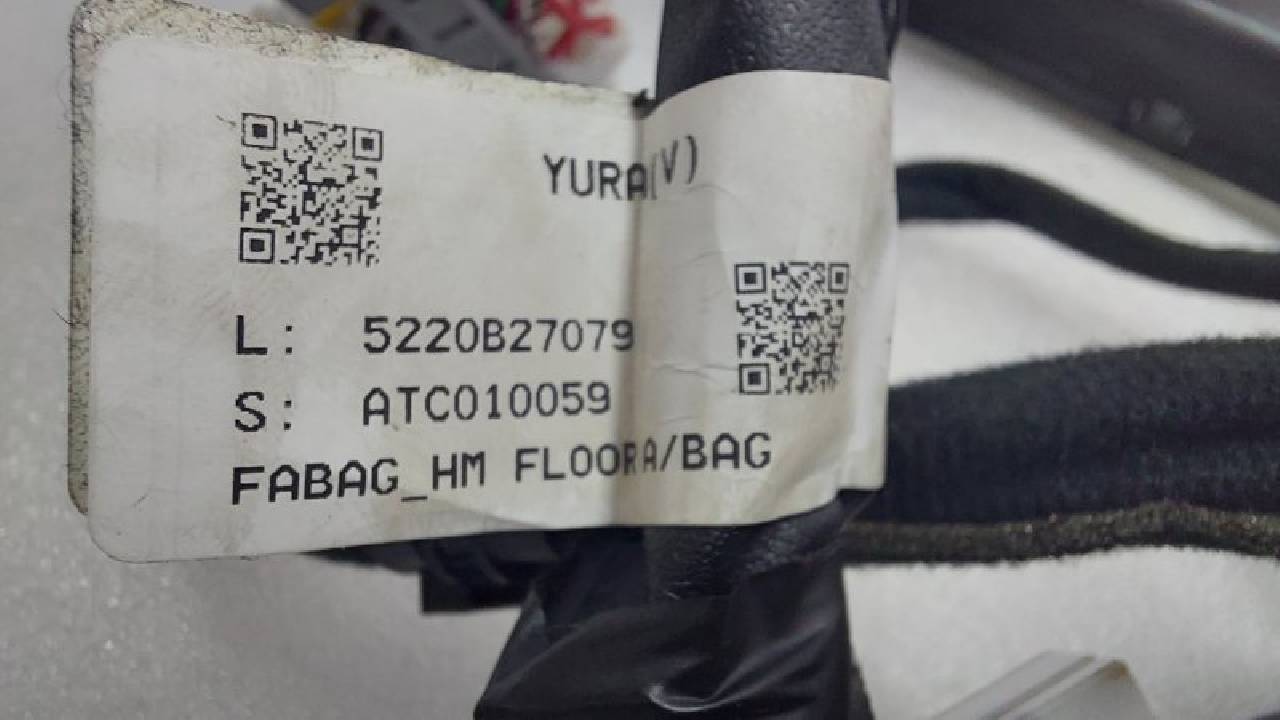 YURA(V)
L: 5220B27079
S: ATC010059
FABAG_HM FLOORA/BAG